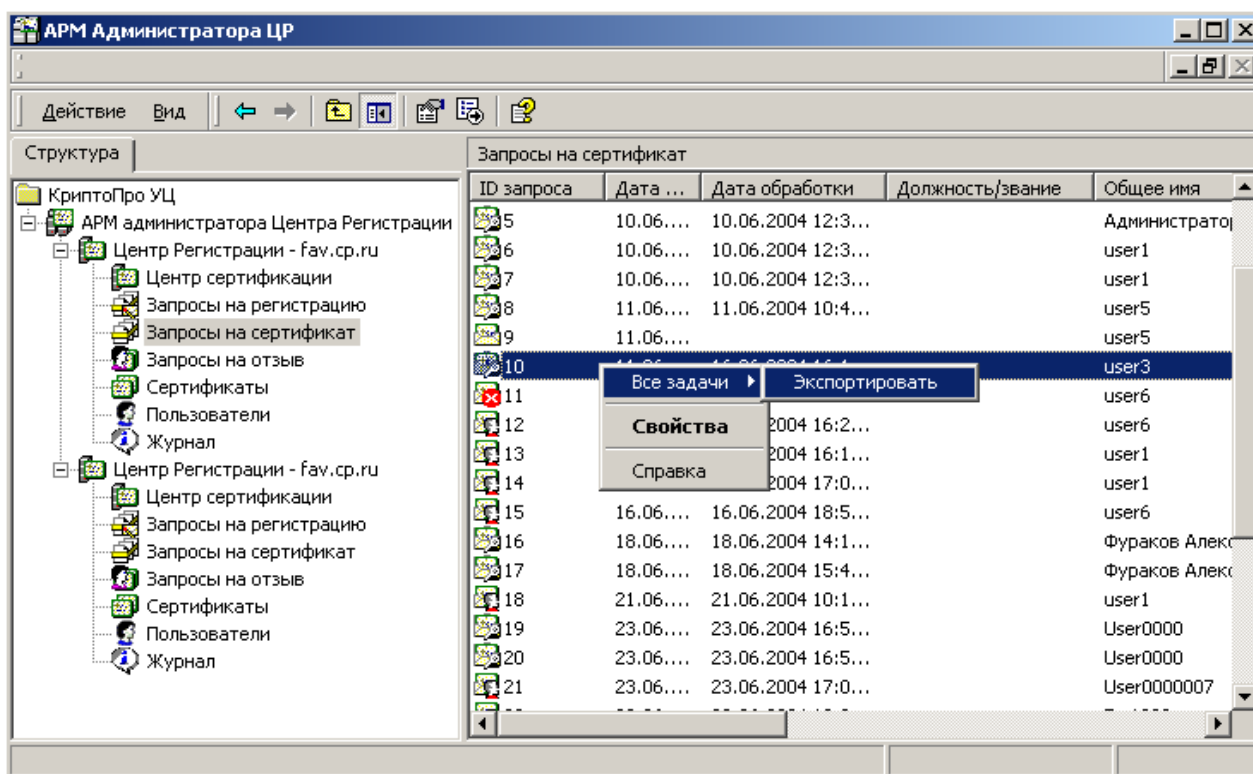 АРМ Администратора ЦР
Действие Вид
Структура
Запросы на сертификат
КриптоПро УЦ
АРМ администратора Центра Регистрации
Центр Регистрации - fav.cp.ru
Центр сертификации
Запросы на регистрацию
Запросы на сертификат
Запросы на отзыв
Сертификаты
Пользователи
Журнал
Центр Регистрации - fav.cp.ru
Центр сертификации
Запросы на регистрацию
Запросы на сертификат
Запросы на отзыв
Сертификаты
Пользователи
Журнал
ID запроса Дата ... Дата обработки Должность/звание Общее имя
5 10.06.... 10.06.2004 12:3... Администратор
6 10.06.... 10.06.2004 12:3... user1
7 10.06.... 10.06.2004 12:3... user1
8 11.06.... 11.06.2004 10:4... user5
9 11.06.... user5
10 user3
11 user6
12 2004 16:2... user6
13 2004 16:1... user1
14 2004 17:0... user1
15 16.06.... 16.06.2004 18:5... user6
16 18.06.... 18.06.2004 14:1... Фураков Алекс
17 18.06.... 18.06.2004 15:4... Фураков Алекс
18 21.06.... 21.06.2004 10:1... user1
19 23.06.... 23.06.2004 16:5... User0000
20 23.06.... 23.06.2004 16:5... User0000
21 23.06.... 23.06.2004 17:0... User0000007
Все задачи
Экспортировать
Свойства
Справка